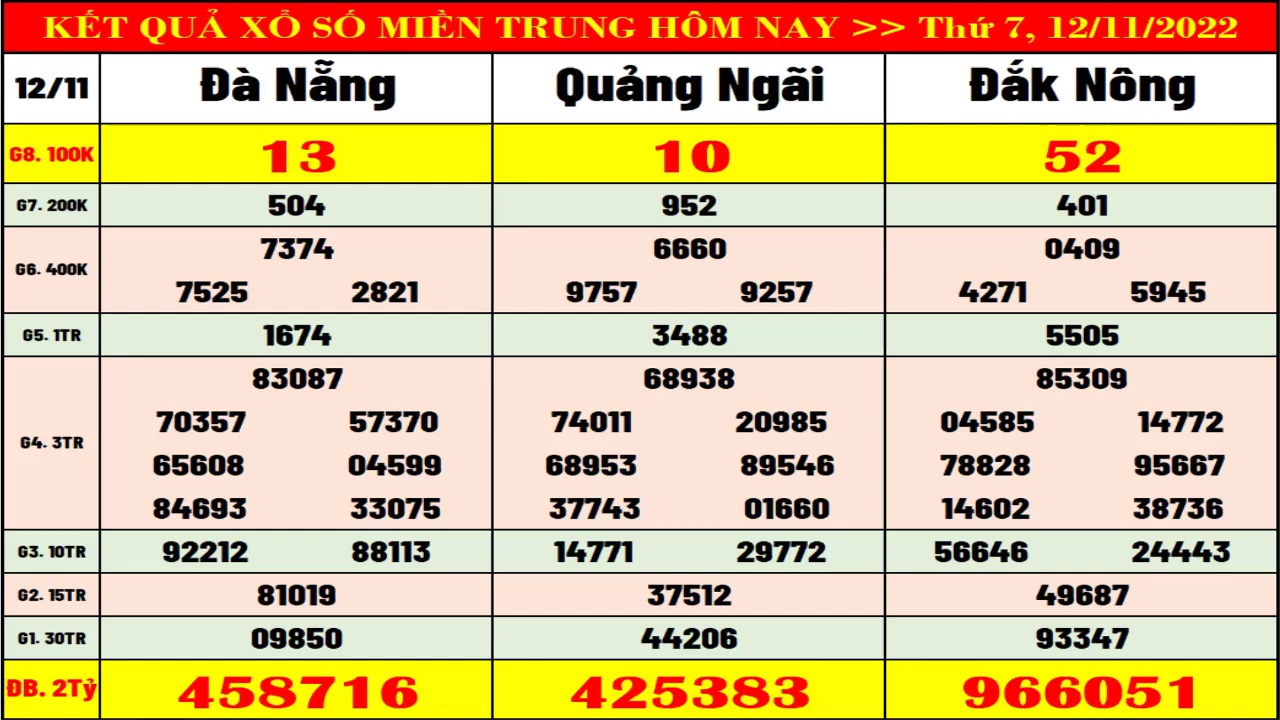 KẾT QUẢ XỔ SỐ MIỀN TRUNG HÔM NAY >> Thứ 7, 12/11/2022
12/11 Đà Nẵng Quảng Ngãi Đắk Nông
G8. 100K 13 10 52
G7. 200K 504 952 401
7374 6660 0409
G6. 400K
7525 2821 9757 9257 4271 5945
G5. 1TR 1674 3488 5505
83087 68938 85309
70357 57370 74011 20985 04585 14772
G4. 3TR
65608 04599 68953 89546 78828 95667
84693 33075 37743 01660 14602 38736
G3. 10TR 92212 88113 14771 29772 56646 24443
G2. 15TR 81019 37512 49687
G1. 30TR 09850 44206 93347
ĐB. 2Tỷ 458716 425383 966051